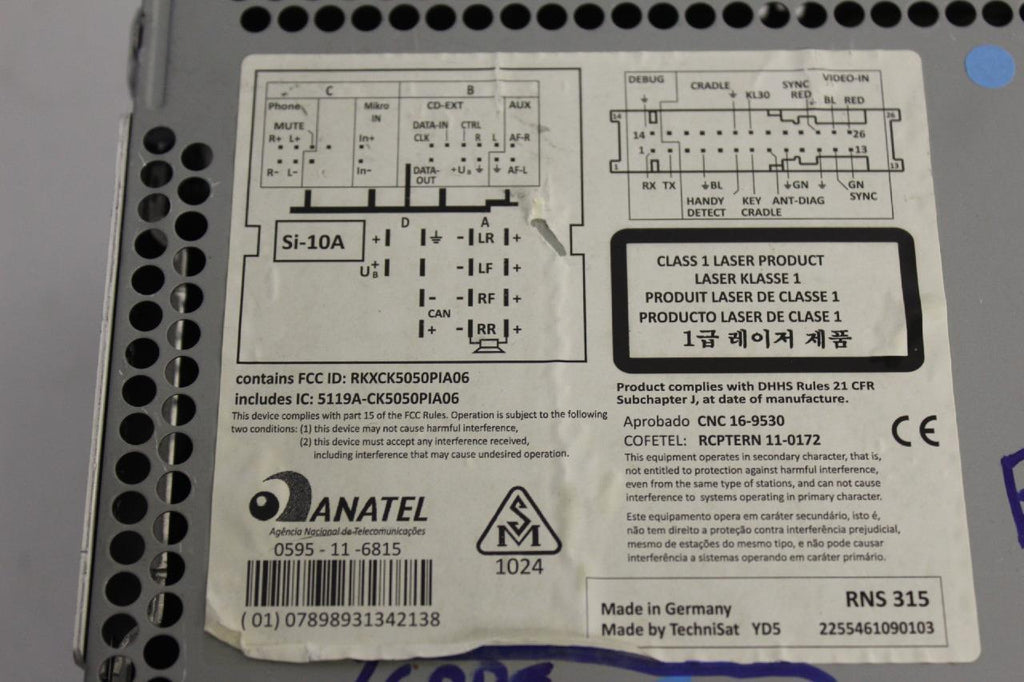 C
B
Phone
Mikro
IN
CD-EXT
AUX
MUTE
DATA-IN
CTRL
R+ L+
In+
CLK
R L
AF-R
R- L-
In-
DATA-
OUT
+UB
AF-L
D
A
Si-10A
+
- LR +
U+B
- LF +
-
- RF +
CAN
+
- RR +
contains FCC ID: RKXCK5050PIA06
includes IC: 5119A-CK5050PIA06
This device complies with part 15 of the FCC Rules. Operation is subject to the following
two conditions: (1) this device may not cause harmful interference,
(2) this device must accept any interference received,
including interference that may cause undesired operation.
ANATEL
Agência Nacional de Telecomunicações
0595 - 11 -6815
( 01) 07898931342138
SM
1024
DEBUG
CRADLE
KL30
SYNC
RED
VIDEO-IN
BL RED
14
26
14
26
1
13
1
13
RX TX
BL
GN
GN
SYNC
HANDY
DETECT
KEY
CRADLE
ANT-DIAG
CLASS 1 LASER PRODUCT
LASER KLASSE 1
PRODUIT LASER DE CLASSE 1
PRODUCTO LASER DE CLASE 1
1급 레이저 제품
Product complies with DHHS Rules 21 CFR
Subchapter J, at date of manufacture.
Aprobado CNC 16-9530
COFETEL: RCPTERN 11-0172
CE
This equipment operates in secondary character, that is,
not entitled to protection against harmful interference,
even from the same type of stations, and can not cause
interference to systems operating in primary character.
Este equipamento opera em caráter secundário, isto é,
não tem direito a proteção contra interferência prejudicial,
mesmo de estações do mesmo tipo, e não pode causar
interferência a sistemas operando em caráter primário.
Made in Germany
RNS 315
Made by TechniSat YD5
2255461090103